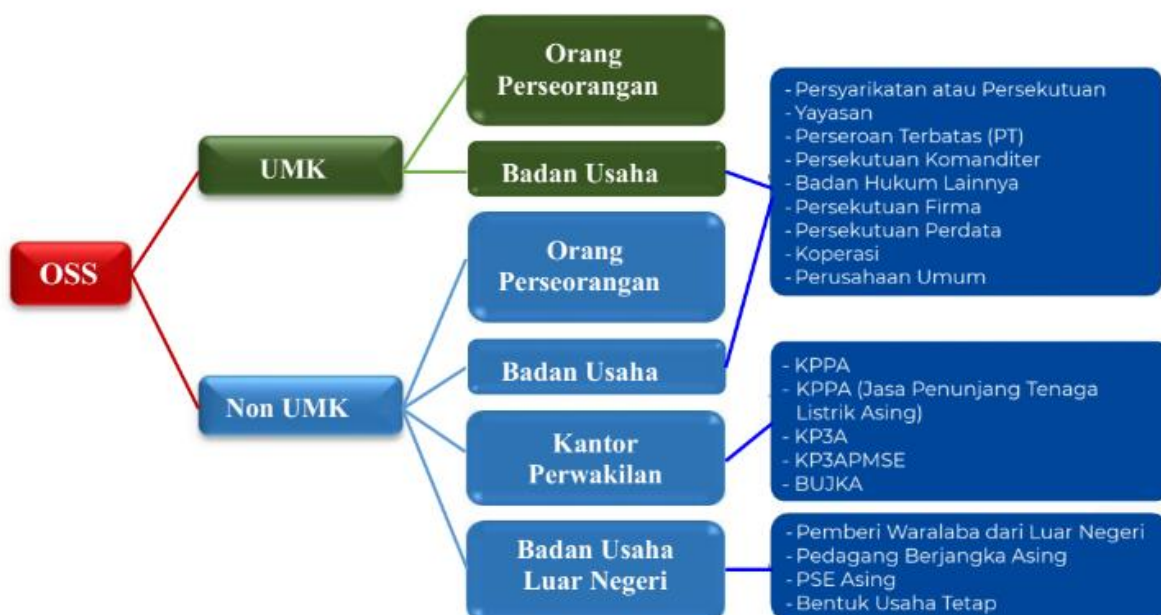 OSS
UMK
Non UMK
Orang
Perseorangan
Badan Usaha
Orang
Perseorangan
Badan Usaha
Kantor
Perwakilan
Badan Usaha
Luar Negeri
- Persyarikatan atau Persekutuan
- Yayasan
- Perseroan Terbatas (PT)
- Persekutuan Komanditer
- Badan Hukum Lainnya
- Persekutuan Firma
- Persekutuan Perdata
- Koperasi
- Perusahaan Umum
- KPPA
- KPPA (Jasa Penunjang Tenaga
Listrik Asing)
- KP3A
- KP3APMSE
- BUJKA
- Pemberi Waralaba dari Luar Negeri
- Pedagang Berjangka Asing
- PSE Asing
- Bentuk Usaha Tetap